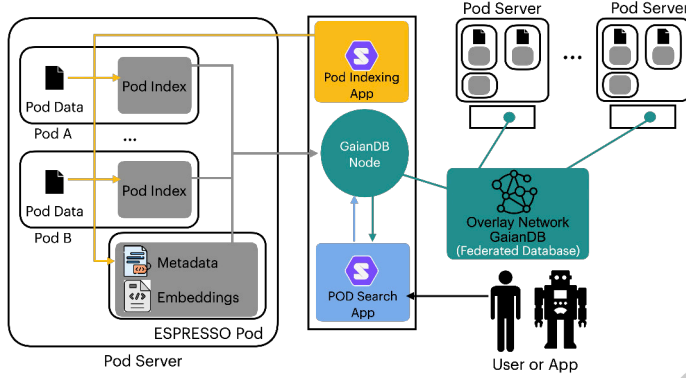 Pod Server
Pod Server
Pod Indexing
App
Pod Index
Pod Data
Pod A
...
...
GaianDB
Node
Pod Index
Pod Data
Pod B
Overlay Network
GaianDB
(Federated Database)
Metadata
Embeddings
POD Search
App
ESPRESSO Pod
Pod Server
User or App